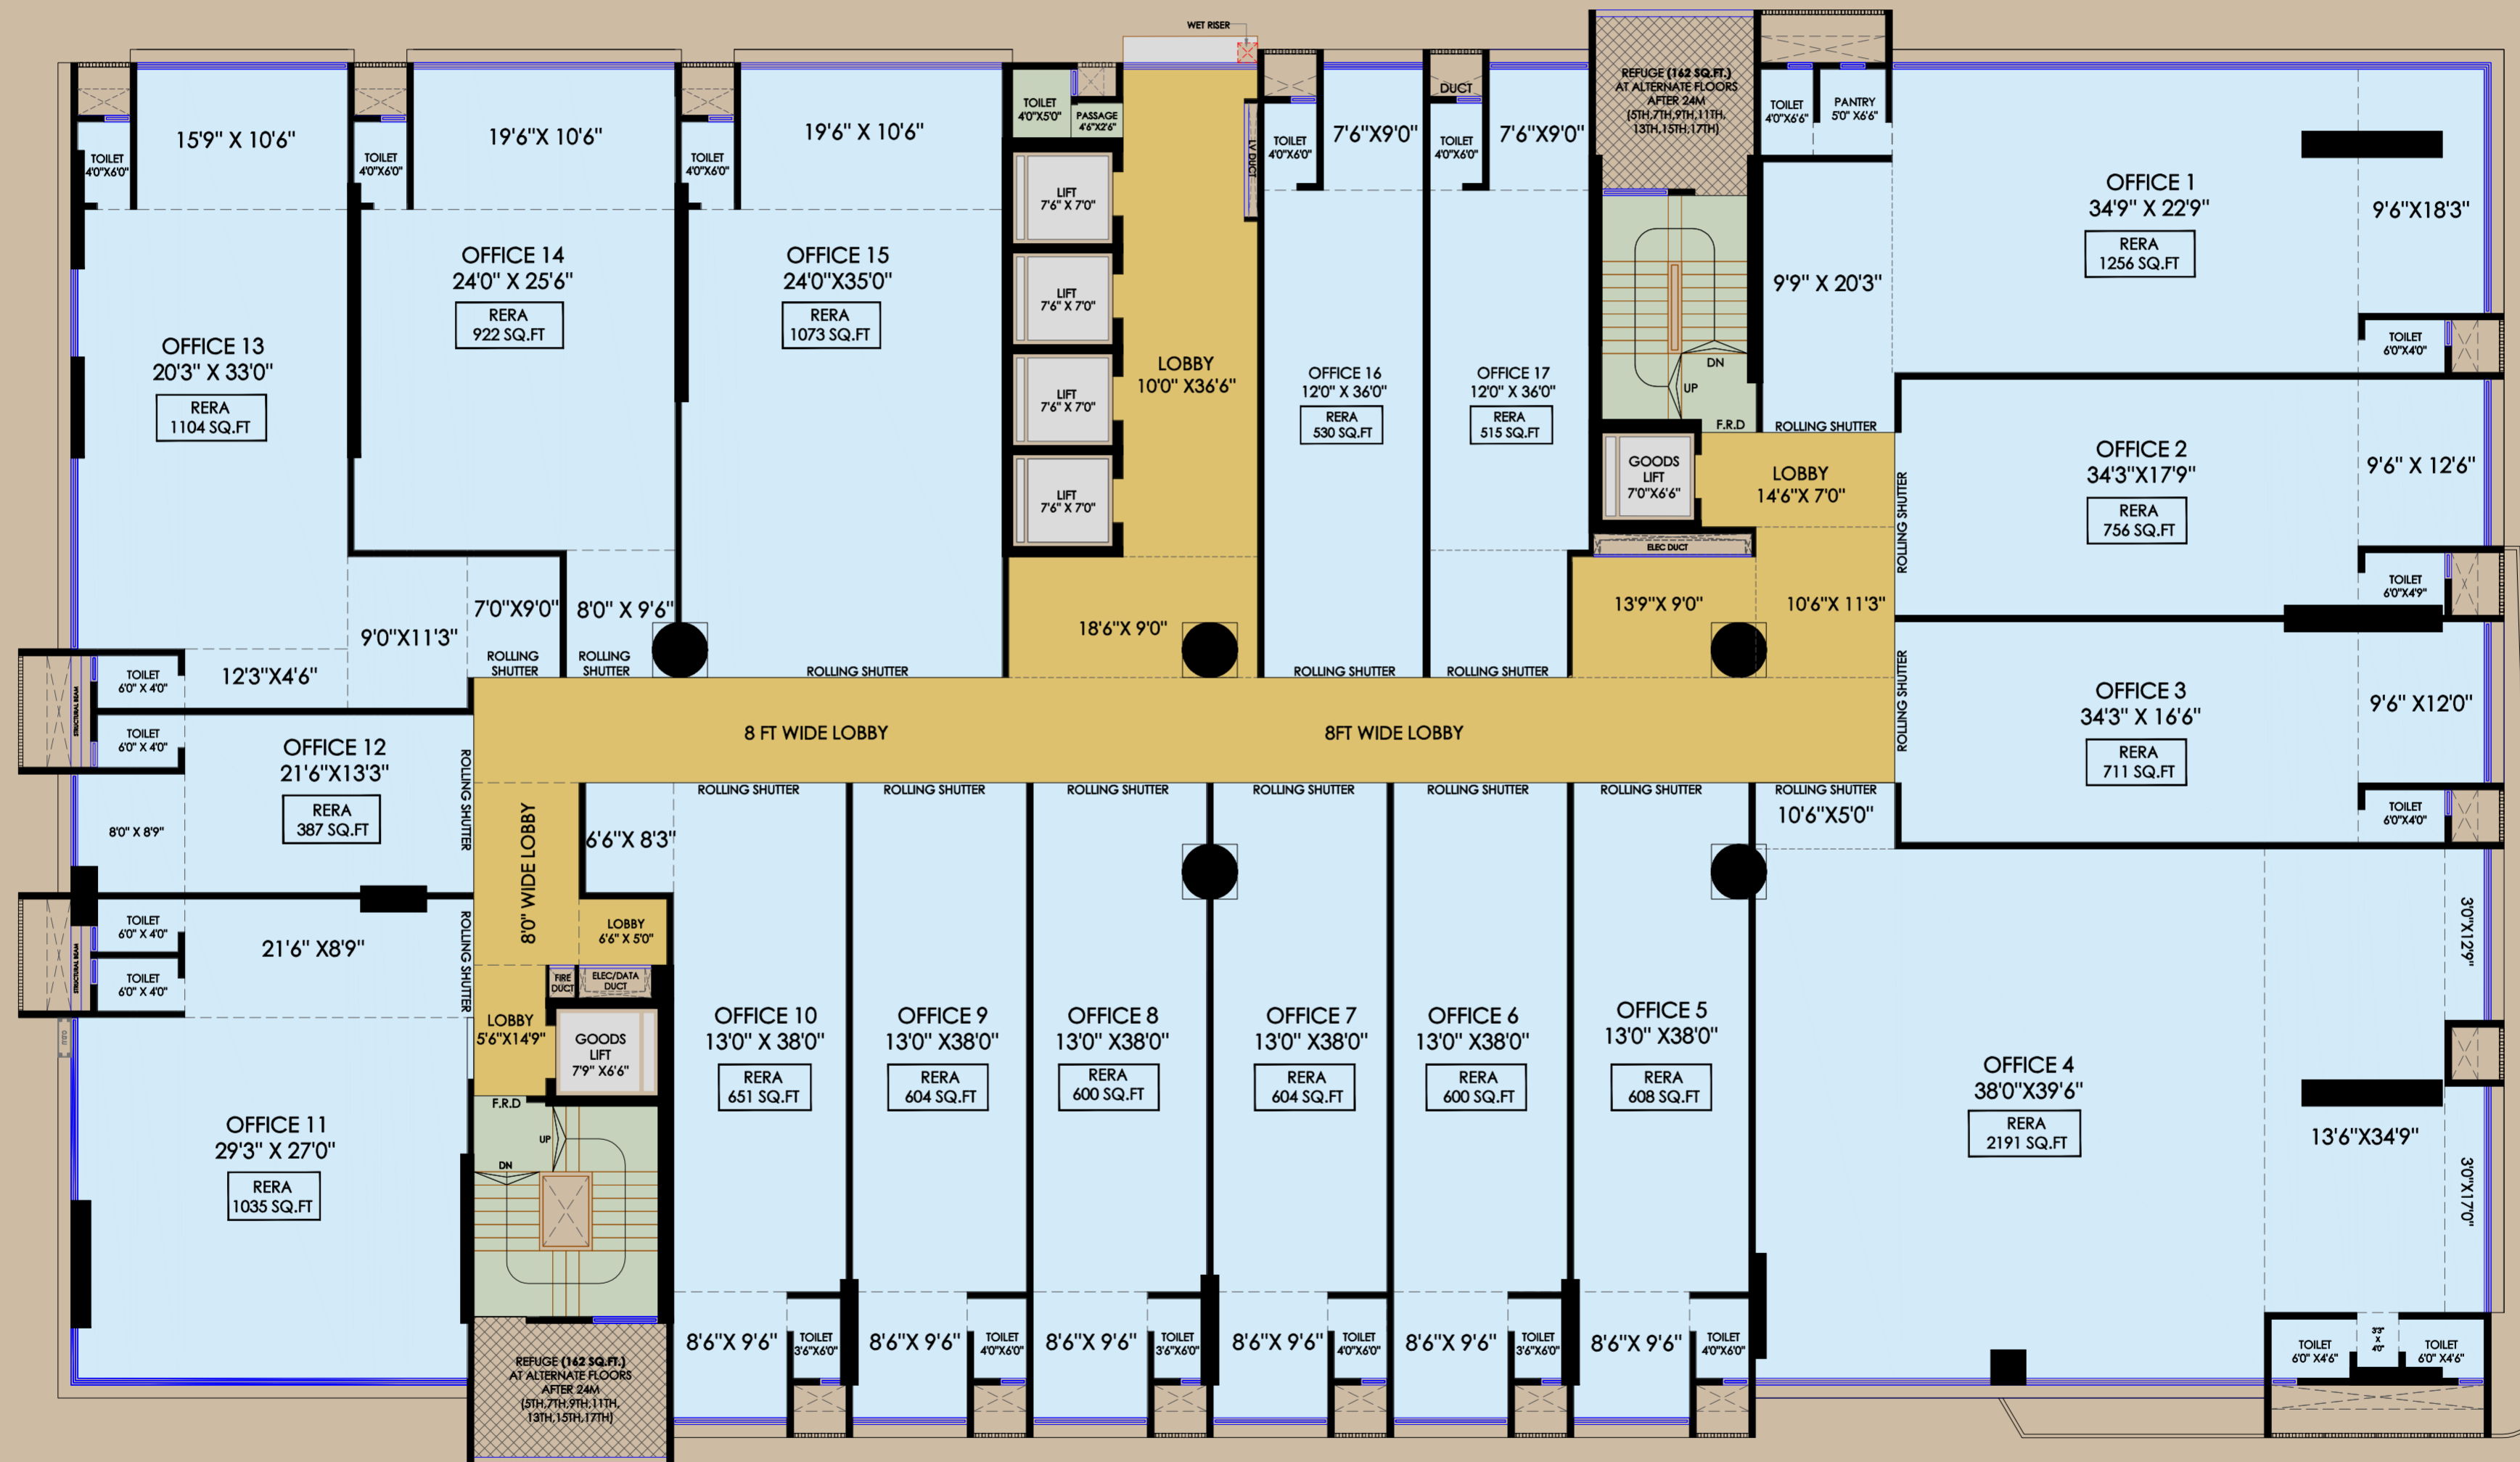 WET RISER
15'9" X 10'6"
TOILET
4'0"X6'0"
19'6"X 10'6"
TOILET
4'0"X6'0"
19'6" X 10'6"
TOILET
4'0"X6'0"
TOILET
4'0"X5'0"
PASSAGE
4'6"X2'6"
LV DUCT
TOILET
4'0"X6'0"
7'6"X9'0"
DUCT
TOILET
4'0"X6'0"
7'6"X9'0"
REFUGE (162 SQ.FT.)
AT ALTERNATE FLOORS
AFTER 24M
(5TH,7TH,9TH,11TH,
13TH,15TH,17TH)
TOILET
4'0"X6'6"
PANTRY
5'0" X6'6"
OFFICE 1
34'9" X 22'9"
RERA
1256 SQ.FT
9'6"X18'3"
9'9" X 20'3"
TOILET
6'0"X4'0"
OFFICE 13
20'3" X 33'0"
RERA
1104 SQ.FT
OFFICE 14
24'0" X 25'6"
RERA
922 SQ.FT
OFFICE 15
24'0"X35'0"
RERA
1073 SQ.FT
LIFT
7'6" X 7'0"
LIFT
7'6" X 7'0"
LIFT
7'6" X 7'0"
LIFT
7'6" X 7'0"
LOBBY
10'0" X36'6"
OFFICE 16
12'0" X 36'0"
RERA
530 SQ.FT
OFFICE 17
12'0" X 36'0"
RERA
515 SQ.FT
DN
UP
F.R.D
ROLLING SHUTTER
GOODS
LIFT
7'0"X6'6"
LOBBY
14'6"X 7'0"
ROLLING SHUTTER
OFFICE 2
34'3"X17'9"
RERA
756 SQ.FT
9'6" X 12'6"
ELEC DUCT
TOILET
6'0"X4'9"
7'0"X9'0"
8'0" X 9'6"
9'0"X11'3"
12'3"X4'6"
ROLLING
SHUTTER
ROLLING
SHUTTER
ROLLING SHUTTER
18'6"X 9'0"
ROLLING SHUTTER
ROLLING SHUTTER
13'9"X 9'0"
10'6"X 11'3"
ROLLING SHUTTER
OFFICE 3
34'3" X 16'6"
RERA
711 SQ.FT
9'6" X12'0"
TOILET
6'0"X4'0"
TOILET
6'0" X 4'0"
STRUCTURAL BEAM
TOILET
6'0" X 4'0"
OFFICE 12
21'6"X13'3"
RERA
387 SQ.FT
8'0" X 8'9"
ROLLING SHUTTER
8 FT WIDE LOBBY
8FT WIDE LOBBY
8'0" WIDE LOBBY
6'6"X 8'3"
ROLLING SHUTTER
ROLLING SHUTTER
ROLLING SHUTTER
ROLLING SHUTTER
ROLLING SHUTTER
ROLLING SHUTTER
ROLLING SHUTTER
10'6"X5'0"
TOILET
6'0" X 4'0"
STRUCTURAL BEAM
TOILET
6'0" X 4'0"
21'6" X8'9"
ROLLING SHUTTER
LOBBY
6'6" X 5'0"
FIRE
DUCT
ELEC/DATA
DUCT
LOBBY
5'6"X14'9"
GOODS
LIFT
7'9" X6'6"
F.R.D
UP
DN
OFFICE 11
29'3" X 27'0"
RERA
1035 SQ.FT
OFFICE 10
13'0" X 38'0"
RERA
651 SQ.FT
OFFICE 9
13'0" X38'0"
RERA
604 SQ.FT
OFFICE 8
13'0" X38'0"
RERA
600 SQ.FT
OFFICE 7
13'0" X38'0"
RERA
604 SQ.FT
OFFICE 6
13'0" X38'0"
RERA
600 SQ.FT
OFFICE 5
13'0" X38'0"
RERA
608 SQ.FT
OFFICE 4
38'0"X39'6"
RERA
2191 SQ.FT
3'0"X12'9"
13'6"X34'9"
3'0"X17'0"
REFUGE (162 SQ.FT.)
AT ALTERNATE FLOORS
AFTER 24M
(5TH,7TH,9TH,11TH,
13TH,15TH,17TH)
8'6"X 9'6"
TOILET
3'6"X6'0"
8'6"X 9'6"
TOILET
4'0"X6'0"
8'6"X 9'6"
TOILET
3'6"X6'0"
8'6"X 9'6"
TOILET
4'0"X6'0"
8'6"X 9'6"
TOILET
3'6"X6'0"
8'6"X 9'6"
TOILET
4'0"X6'0"
TOILET
6'0" X4'6"
3'3"
X
4'0"
TOILET
6'0" X4'6"